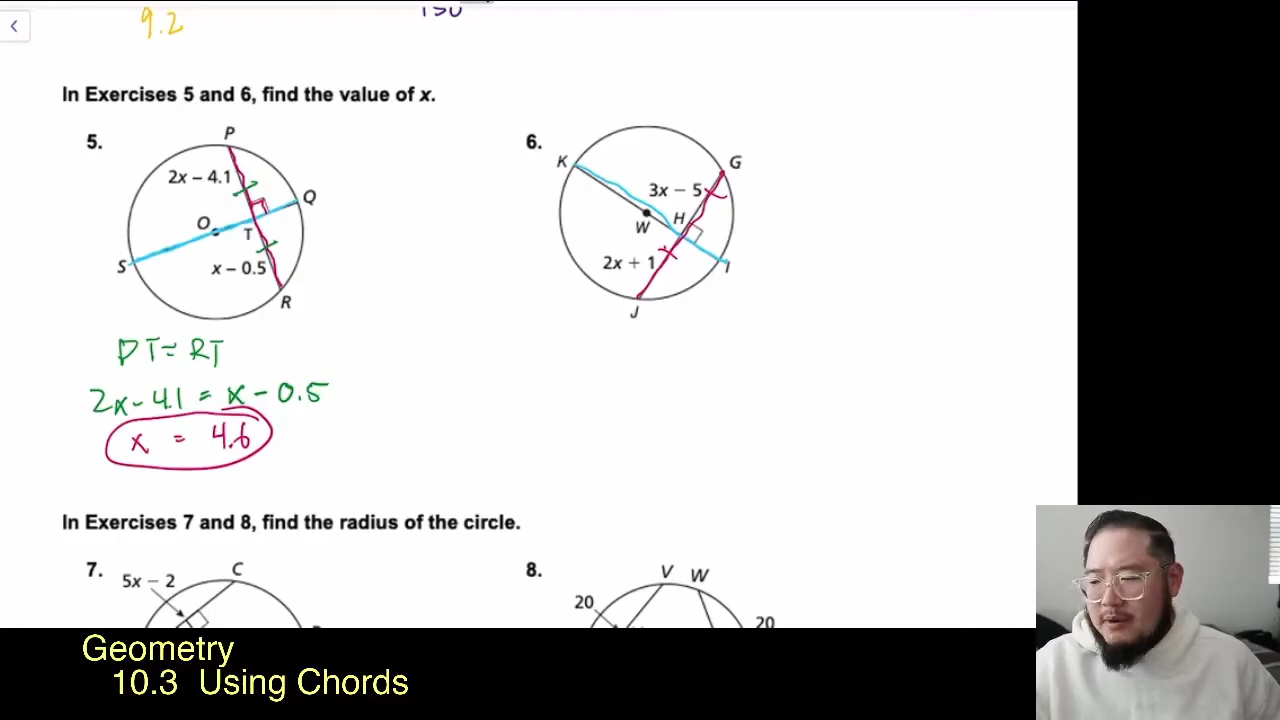 9.2
130
In Exercises 5 and 6, find the value of x.
5.
P
2x – 4.1
Q
O
T
S
x – 0.5
R
PT = RT
2x - 4.1 = x - 0.5
x = 4.6
6.
K
G
3x – 5
H
W
2x + 1
I
J
In Exercises 7 and 8, find the radius of the circle.
7.
5x – 2
C
8.
V W
20
20
Geometry
10.3 Using Chords